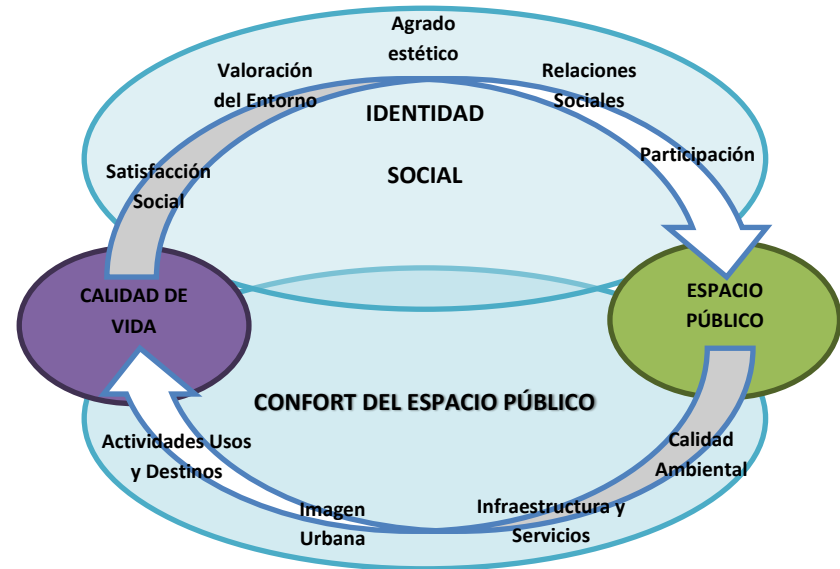 Agrado
estético
Valoración
del Entorno
Relaciones
Sociales
IDENTIDAD
SOCIAL
Participación
Satisfacción
Social
CALIDAD DE
VIDA
ESPACIO
PÚBLICO
CONFORT DEL ESPACIO PÚBLICO
Actividades Usos
y Destinos
Calidad
Ambiental
Imagen
Urbana
Infraestructura y
Servicios